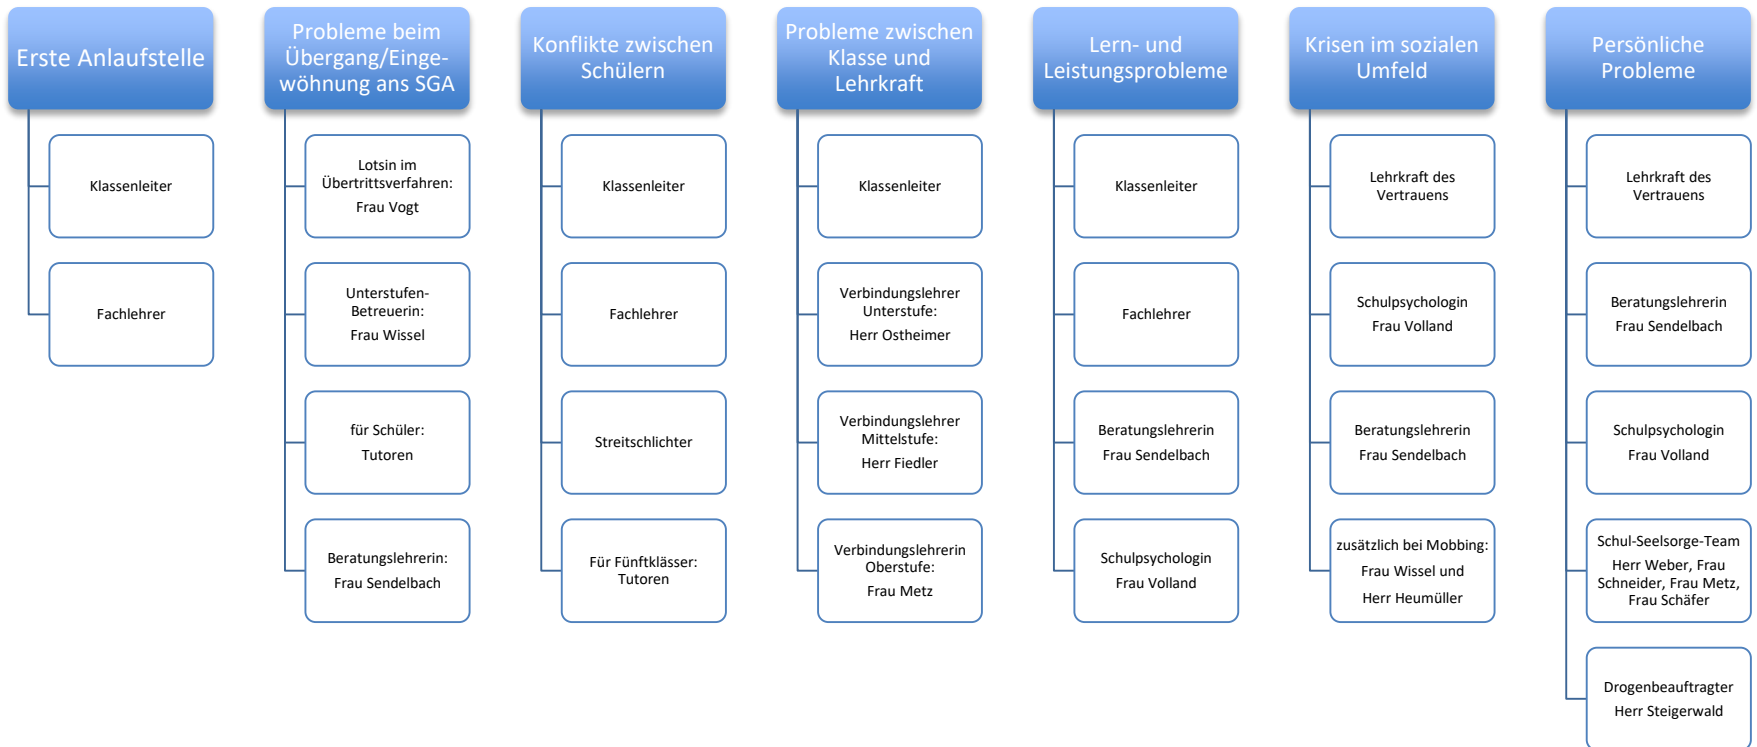 Erste Anlaufstelle
Klassenleiter
Fachlehrer
Probleme beim
Übergang/Einge-
wöhnung ans SGA
Lotsin im
Übertrittsverfahren:
Frau Vogt
Unterstufen-
Betreuerin:
Frau Wissel
für Schüler:
Tutoren
Beratungslehrerin:
Frau Sendelbach
Konflikte zwischen
Schülern
Klassenleiter
Fachlehrer
Streitschlichter
Für Fünftklässer:
Tutoren
Probleme zwischen
Klasse und
Lehrkraft
Klassenleiter
Verbindungslehrer
Unterstufe:
Herr Ostheimer
Verbindungslehrer
Mittelstufe:
Herr Fiedler
Verbindungslehrerin
Oberstufe:
Frau Metz
Lern- und
Leistungsprobleme
Klassenleiter
Fachlehrer
Beratungslehrerin
Frau Sendelbach
Schulpsychologin
Frau Volland
Krisen im sozialen
Umfeld
Lehrkraft des
Vertrauens
Schulpsychologin
Frau Volland
Beratungslehrerin
Frau Sendelbach
zusätzlich bei Mobbing:
Frau Wissel und
Herr Heumüller
Persönliche
Probleme
Lehrkraft des
Vertrauens
Beratungslehrerin
Frau Sendelbach
Schulpsychologin
Frau Volland
Schul-Seelsorge-Team
Herr Weber, Frau
Schneider, Frau Metz,
Frau Schäfer
Drogenbeauftragter
Herr Steigerwald